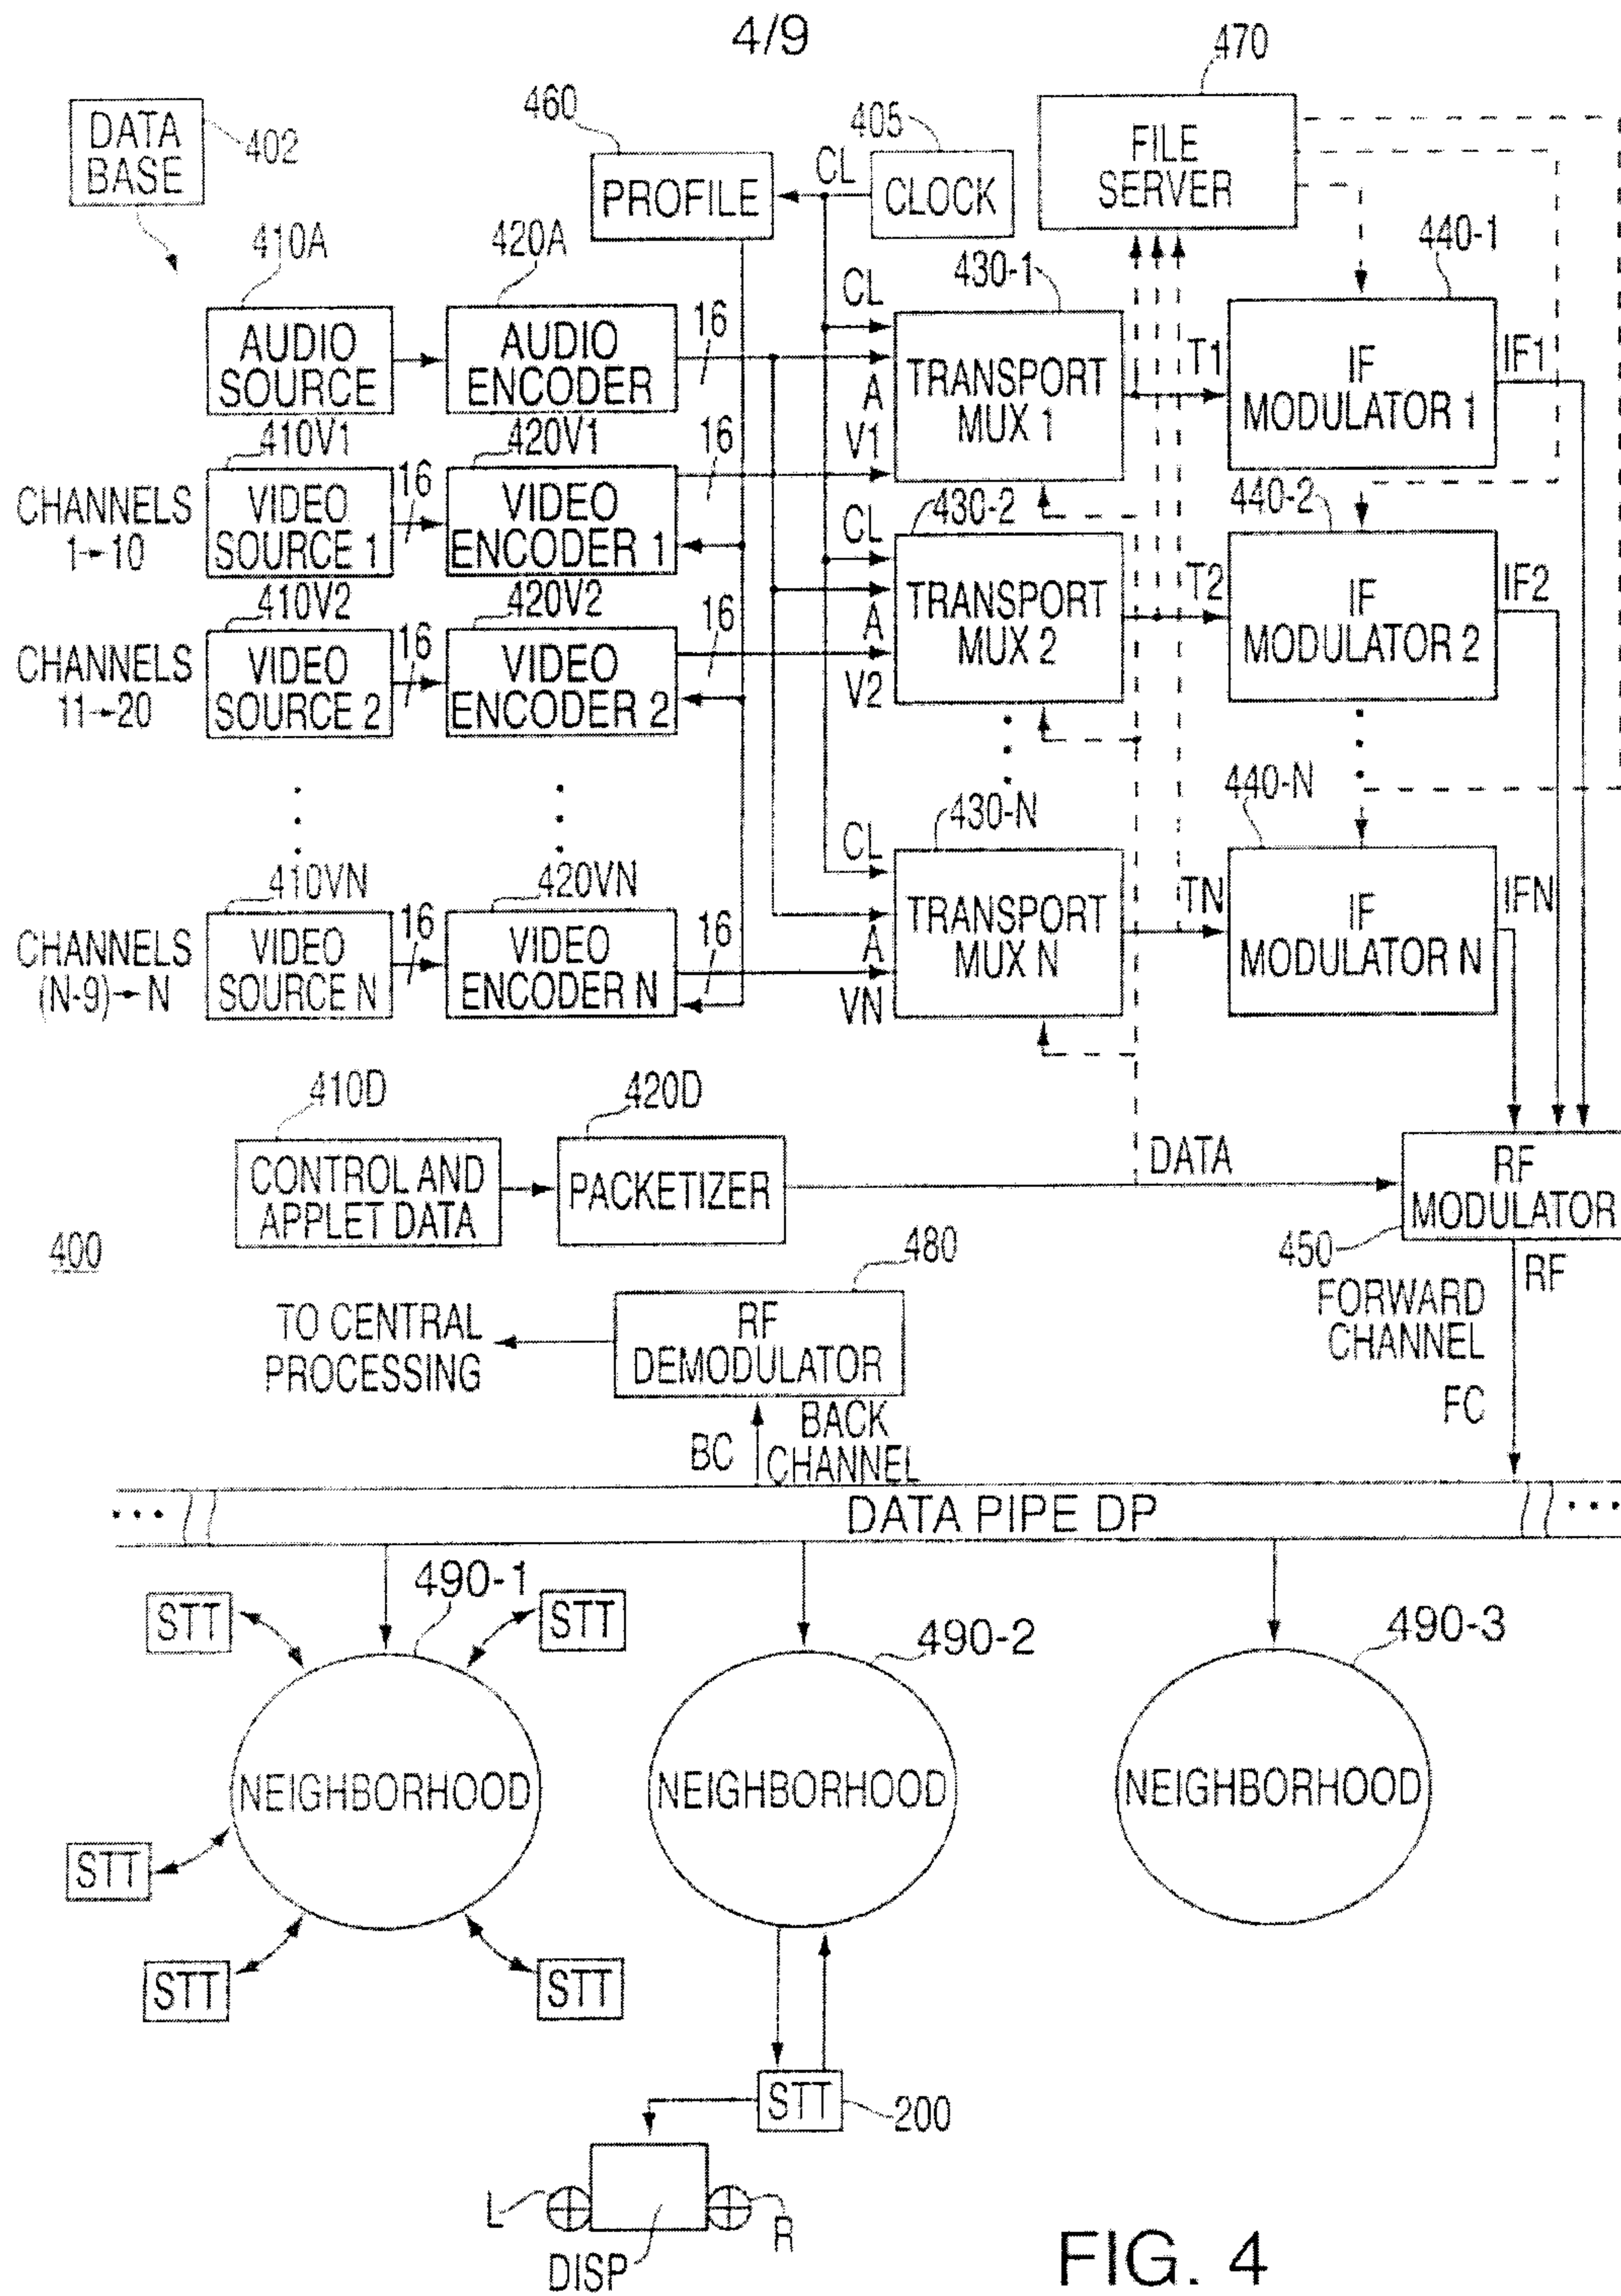 4/9
470
460
405
DATA
BASE
402
FILE
SERVER
CL
PROFILE
CLOCK
410A
420A
430-1
440-1
CL
16
AUDIO
SOURCE
AUDIO
ENCODER
A
TRANSPORT
MUX 1
T1
IF
MODULATOR 1
IF1
410V1
420V1
V1
16
CHANNELS
1→10
VIDEO
SOURCE 1
16
VIDEO
ENCODER 1
430-2
440-2
CL
410V2
420V2
16
TRANSPORT
MUX 2
T2
IF
MODULATOR 2
IF2
A
V2
CHANNELS
11→20
VIDEO
SOURCE 2
16
VIDEO
ENCODER 2
430-N
440-N
CL
410VN
420VN
CHANNELS
(N-9)→N
VIDEO
SOURCE N
16
VIDEO
ENCODER N
16
A
VN
TRANSPORT
MUX N
TN
IF
MODULATOR N
IFN
410D
420D
CONTROL AND
APPLET DATA
PACKETIZER
DATA
RF
MODULATOR
450
RF
400
480
TO CENTRAL
PROCESSING
RF
DEMODULATOR
FORWARD
CHANNEL
FC
BC
BACK
CHANNEL
... DATA PIPE DP ...
490-1
490-2
490-3
STT
STT
NEIGHBORHOOD
NEIGHBORHOOD
NEIGHBORHOOD
STT
STT
STT
STT
200
L
R
DISP
FIG. 4